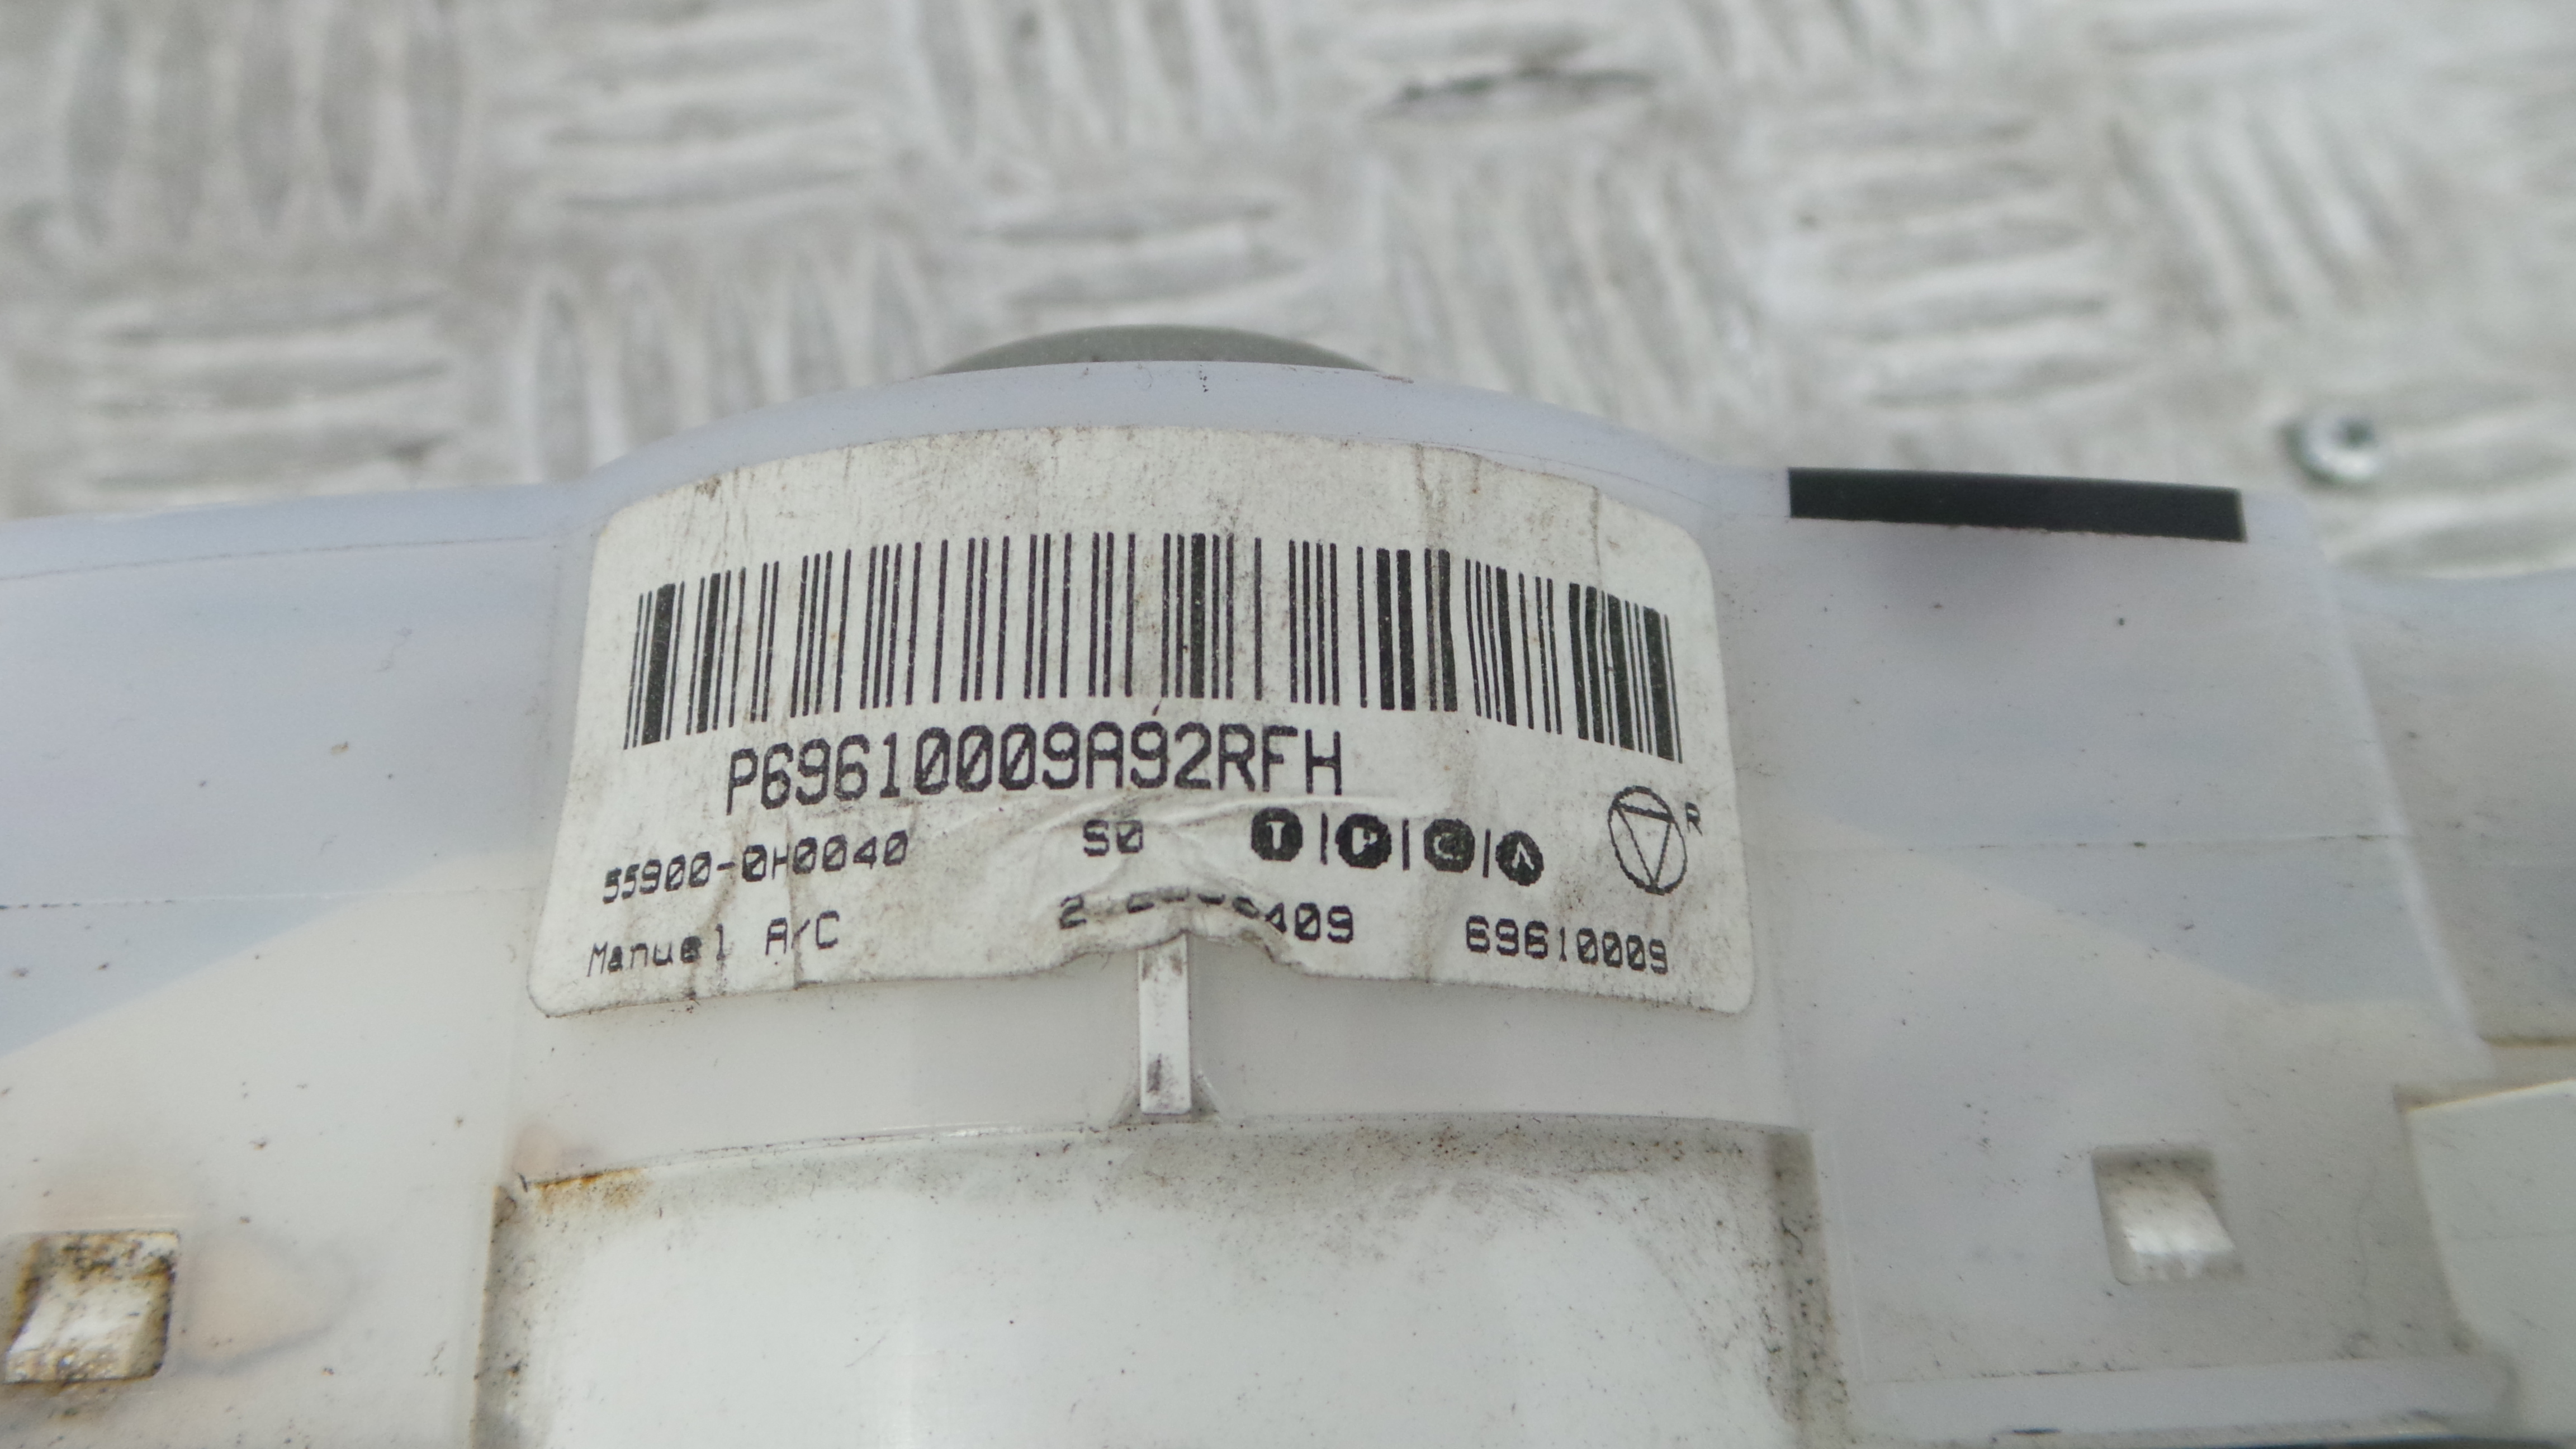 P69610009A92RFH
55900-0H0040 S0 T|P|C|A R
Manuel A/C 69610009